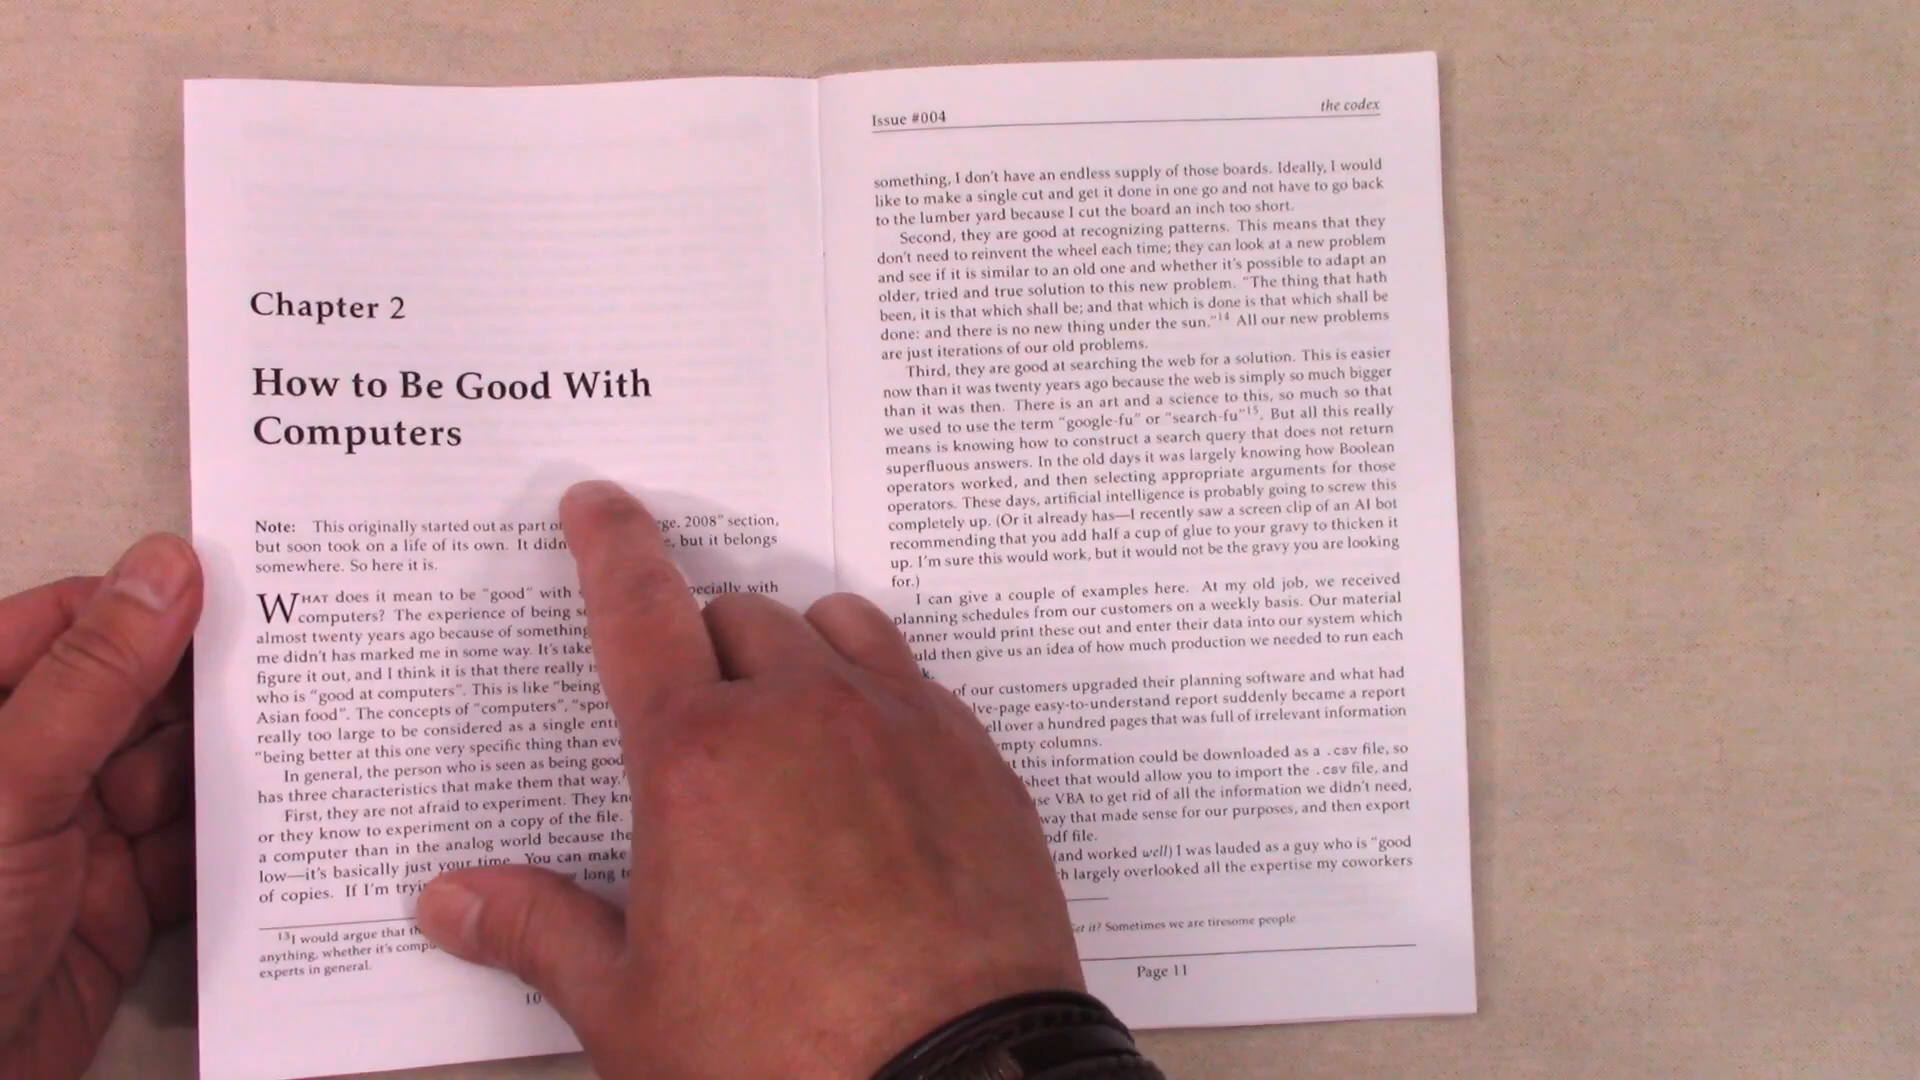 Chapter 2
How to Be Good With
Computers
Note: This originally started out as part of 2008" section,
but soon took on a life of its own. It didn but it belongs
somewhere. So here it is.
WHAT does it mean to be "good" with especially with
computers? The experience of being
almost twenty years ago because of something
me didn't has marked me in some way. It's
figure it out, and I think it is that there really
who is "good at computers". This is like "being
Asian food". The concepts of "computers",
really too large to be considered as a single
"being better at this one very specific thing than
In general, the person who is seen as being good
has three characteristics that make them that way.
First, they are not afraid to experiment. They
or they know to experiment on a copy of the file.
a computer than in the analog world because the
low—it's basically just your time. You can make
of copies. If I'm long
13I would argue that
anything, whether it's
experts in general.
10
Issue #004 the codex
something, I don't have an endless supply of those boards. Ideally, I would
like to make a single cut and get it done in one go and not have to go back
to the lumber yard because I cut the board an inch too short.
Second, they are good at recognizing patterns. This means that they
don't need to reinvent the wheel each time; they can look at a new problem
and see if it is similar to an old one and whether it's possible to adapt an
older, tried and true solution to this new problem. "The thing that hath
been, it is that which shall be; and that which is done is that which shall be
done: and there is no new thing under the sun."14 All our new problems
are just iterations of our old problems.
Third, they are good at searching the web for a solution. This is easier
now than it was twenty years ago because the web is simply so much bigger
than it was then. There is an art and a science to this, so much so that
we used to use the term "google-fu" or "search-fu"15. But all this really
means is knowing how to construct a search query that does not return
superfluous answers. In the old days it was largely knowing how Boolean
operators worked, and then selecting appropriate arguments for those
operators. These days, artificial intelligence is probably going to screw this
completely up. (Or it already has—I recently saw a screen clip of an AI bot
recommending that you add half a cup of glue to your gravy to thicken it
up. I'm sure this would work, but it would not be the gravy you are looking
for.)
I can give a couple of examples here. At my old job, we received
planning schedules from our customers on a weekly basis. Our material
planner would print these out and enter their data into our system which
would then give us an idea of how much production we needed to run each
of our customers upgraded their planning software and what had
easy-to-understand report suddenly became a report
over a hundred pages that was full of irrelevant information
empty columns.
this information could be downloaded as a .csv file, so
that would allow you to import the .csv file, and
use VBA to get rid of all the information we didn't need,
way that made sense for our purposes, and then export
pdf file.
(and worked well) I was lauded as a guy who is "good
largely overlooked all the expertise my coworkers
Get it? Sometimes we are tiresome people.
Page 11